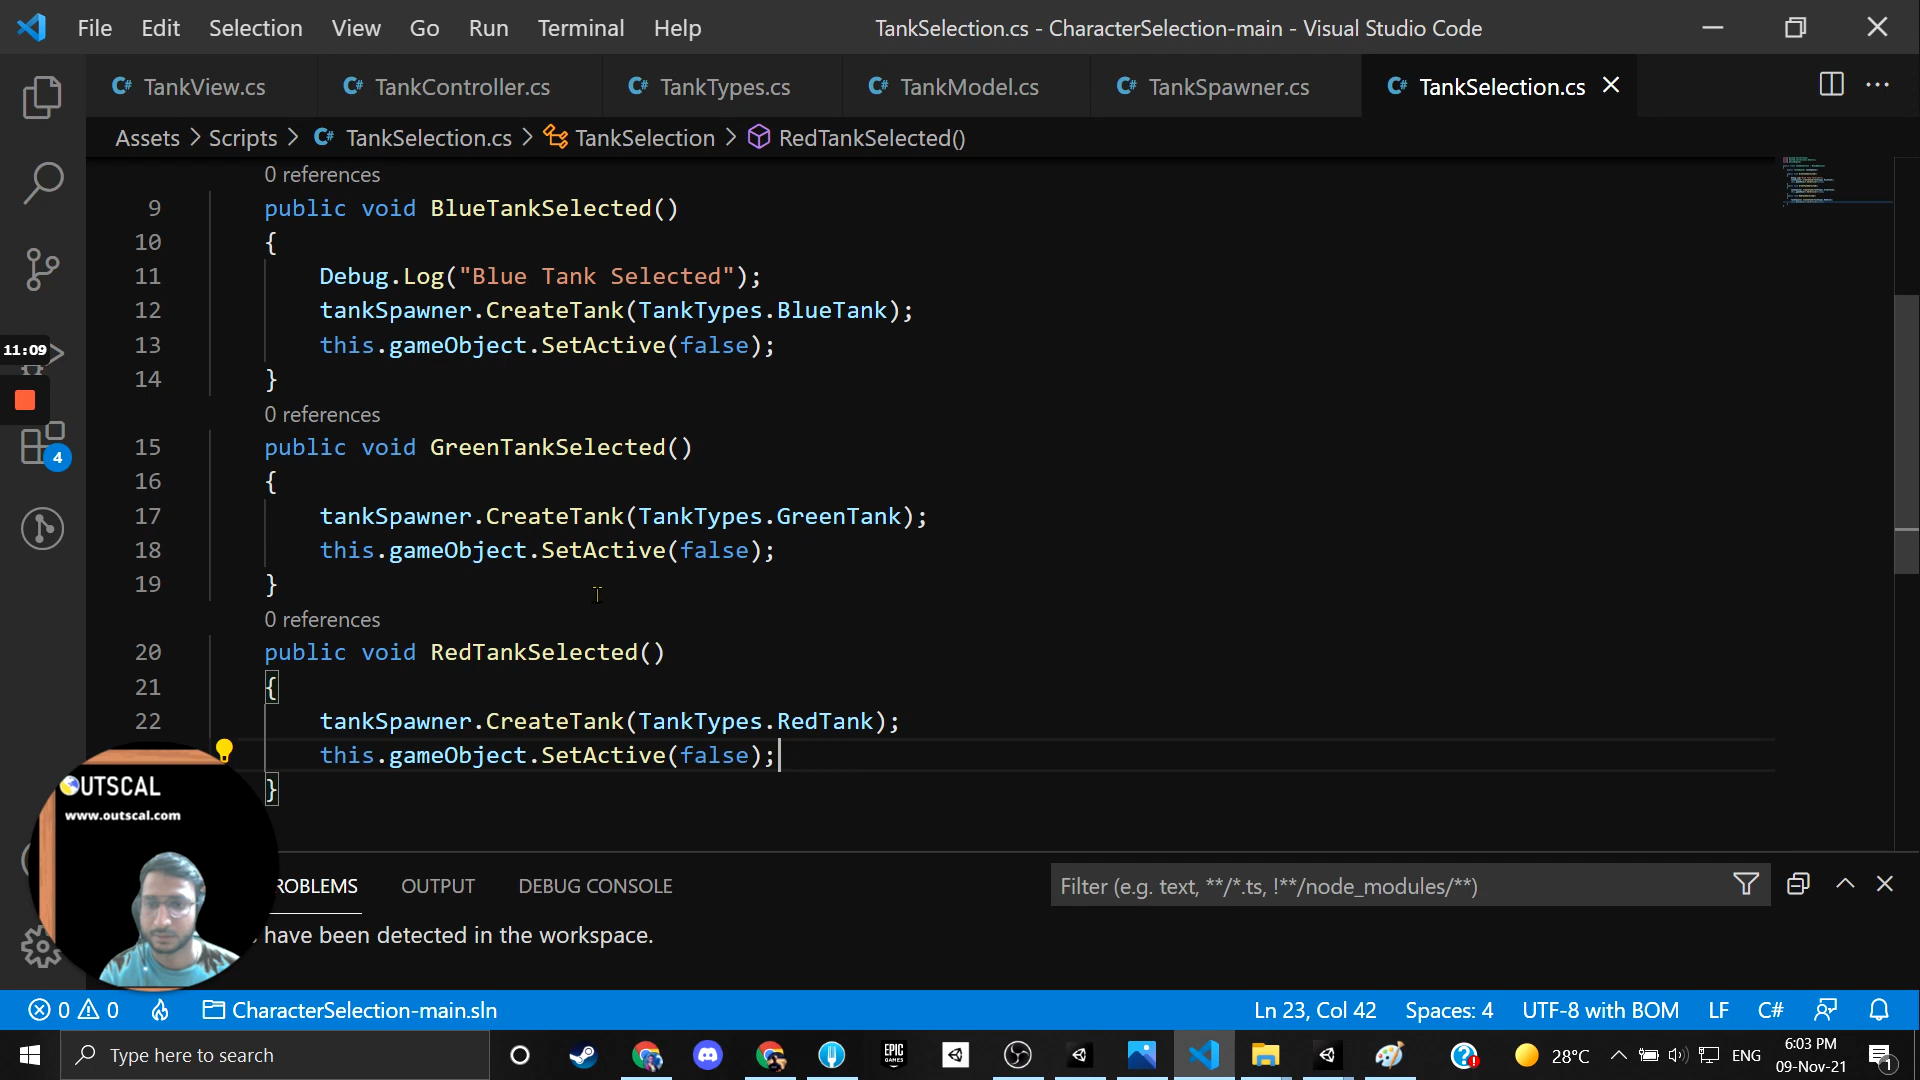 File Edit Selection View Go Run Terminal Help TankSelection.cs - CharacterSelection-main - Visual Studio Code
C# TankView.cs C# TankController.cs C# TankTypes.cs C# TankModel.cs C# TankSpawner.cs C# TankSelection.cs
Assets > Scripts > C# TankSelection.cs > TankSelection > RedTankSelected()
0 references
9 public void BlueTankSelected()
10 {
11 Debug.Log("Blue Tank Selected");
12 tankSpawner.CreateTank(TankTypes.BlueTank);
13 this.gameObject.SetActive(false);
14 }
0 references
15 public void GreenTankSelected()
16 {
17 tankSpawner.CreateTank(TankTypes.GreenTank);
18 this.gameObject.SetActive(false);
19 }
0 references
20 public void RedTankSelected()
21 {
22 tankSpawner.CreateTank(TankTypes.RedTank);
this.gameObject.SetActive(false);
}
11:09
4
OUTSCAL
www.outscal.com
ROBLEMS OUTPUT DEBUG CONSOLE Filter (e.g. text, **/*.ts, !**/node_modules/**)
have been detected in the workspace.
0 0 CharacterSelection-main.sln Ln 23, Col 42 Spaces: 4 UTF-8 with BOM LF C#
Type here to search EPIC GAMES 28°C ENG 6:03 PM
09-Nov-21 1